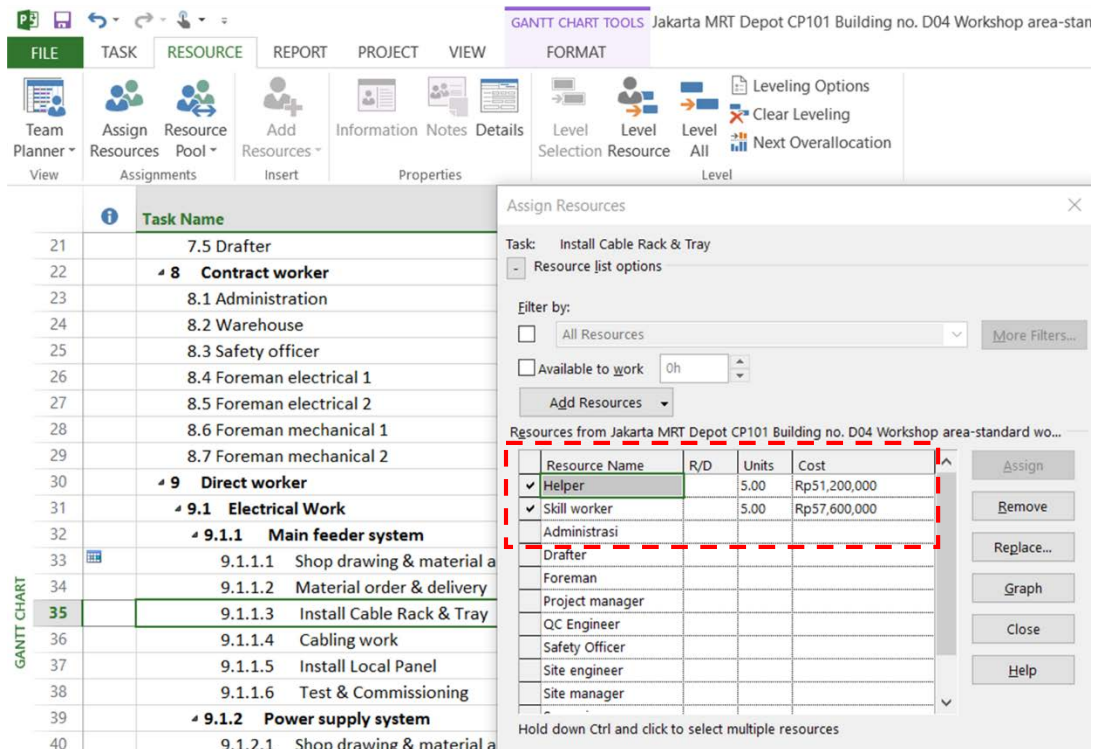 GANTT CHART TOOLS Jakarta MRT Depot CP101 Building no. D04 Workshop area-stan
FILE TASK RESOURCE REPORT PROJECT VIEW FORMAT
Team Planner
Assign Resources
Resource Pool
Add Resources
Information Notes Details
Level Selection
Level Resource
Level All
Leveling Options
Clear Leveling
Next Overallocation
View Assignments Insert Properties Level
Task Name
21 7.5 Drafter
22 8 Contract worker
23 8.1 Administration
24 8.2 Warehouse
25 8.3 Safety officer
26 8.4 Foreman electrical 1
27 8.5 Foreman electrical 2
28 8.6 Foreman mechanical 1
29 8.7 Foreman mechanical 2
30 9 Direct worker
31 9.1 Electrical Work
32 9.1.1 Main feeder system
33 9.1.1.1 Shop drawing & material a
34 9.1.1.2 Material order & delivery
35 9.1.1.3 Install Cable Rack & Tray
36 9.1.1.4 Cabling work
37 9.1.1.5 Install Local Panel
38 9.1.1.6 Test & Commissioning
39 9.1.2 Power supply system
40 9.1.2.1 Shop drawing & material a
GANTT CHART
Assign Resources
Task: Install Cable Rack & Tray
- Resource list options
Filter by:
All Resources
More Filters...
Available to work 0h
Add Resources
Resources from Jakarta MRT Depot CP101 Building no. D04 Workshop area-standard wo...
Resource Name R/D Units Cost
Helper 5.00 Rp51,200,000
Skill worker 5.00 Rp57,600,000
Administrasi
Drafter
Foreman
Project manager
QC Engineer
Safety Officer
Site engineer
Site manager
Assign
Remove
Replace...
Graph
Close
Help
Hold down Ctrl and click to select multiple resources